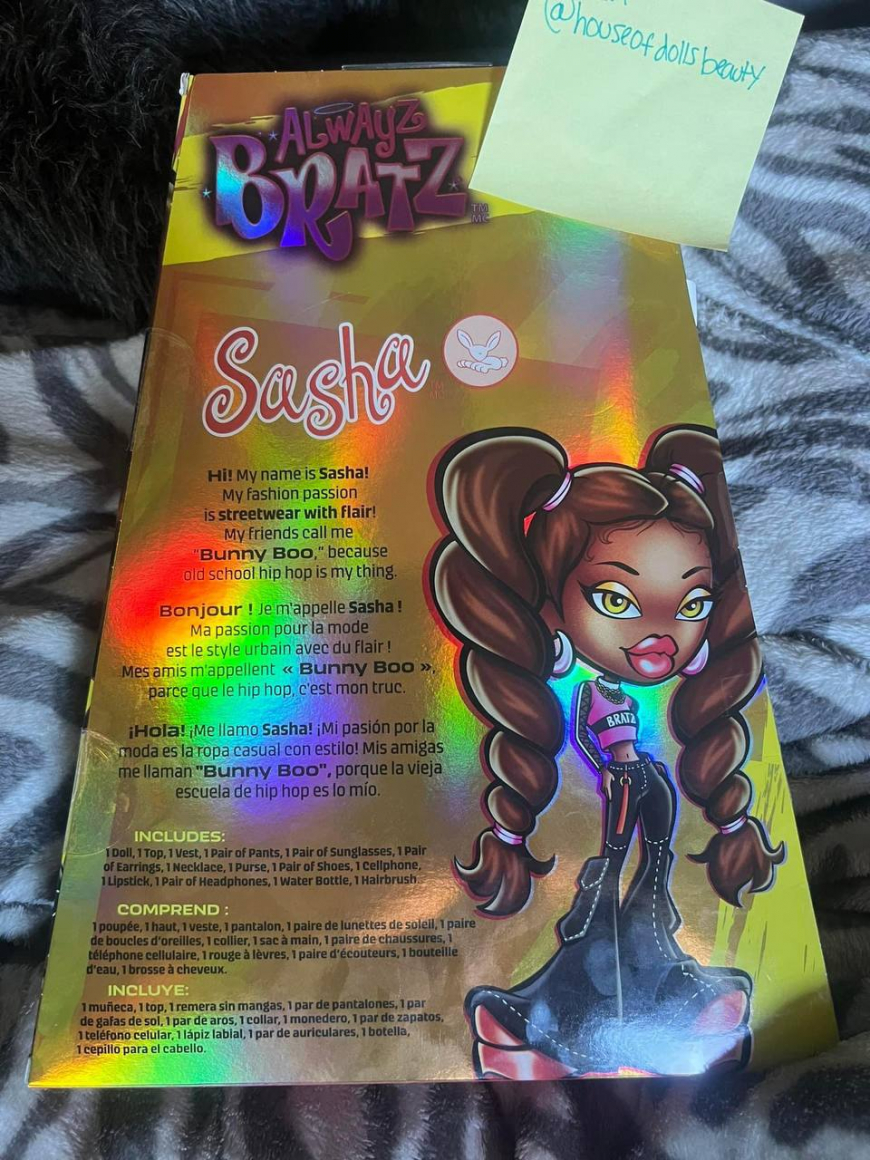 @houseofdollsbeauty
ALWAYZ
BRATZ
TM
MC
Sasha
Hi! My name is Sasha!
My fashion passion
is streetwear with flair!
My friends call me
"Bunny Boo," because
old school hip hop is my thing.
Bonjour ! Je m'appelle Sasha !
Ma passion pour la mode
est le style urbain avec du flair !
Mes amis m'appellent « Bunny Boo »,
parce que le hip hop, c'est mon truc.
¡Hola! ¡Me llamo Sasha! ¡Mi pasión por la
moda es la ropa casual con estilo! Mis amigas
me llaman "Bunny Boo", porque la vieja
escuela de hip hop es lo mío.
BRATZ
INCLUDES:
1 Doll, 1 Top, 1 Vest, 1 Pair of Pants, 1 Pair of Sunglasses, 1 Pair
of Earrings, 1 Necklace, 1 Purse, 1 Pair of Shoes, 1 Cellphone,
1 Lipstick, 1 Pair of Headphones, 1 Water Bottle, 1 Hairbrush
COMPREND :
1 poupée, 1 haut, 1 veste, 1 pantalon, 1 paire de lunettes de soleil, 1 paire
de boucles d'oreilles, 1 collier, 1 sac à main, 1 paire de chaussures, 1
téléphone cellulaire, 1 rouge à lèvres, 1 paire d'écouteurs, 1 bouteille
d'eau, 1 brosse à cheveux.
INCLUYE:
1 muñeca, 1 top, 1 remera sin mangas, 1 par de pantalones, 1 par
de gafas de sol, 1 par de aros, 1 collar, 1 monedero, 1 par de zapatos,
1 teléfono celular, 1 lápiz labial, 1 par de auriculares, 1 botella,
1 cepillo para el cabello.